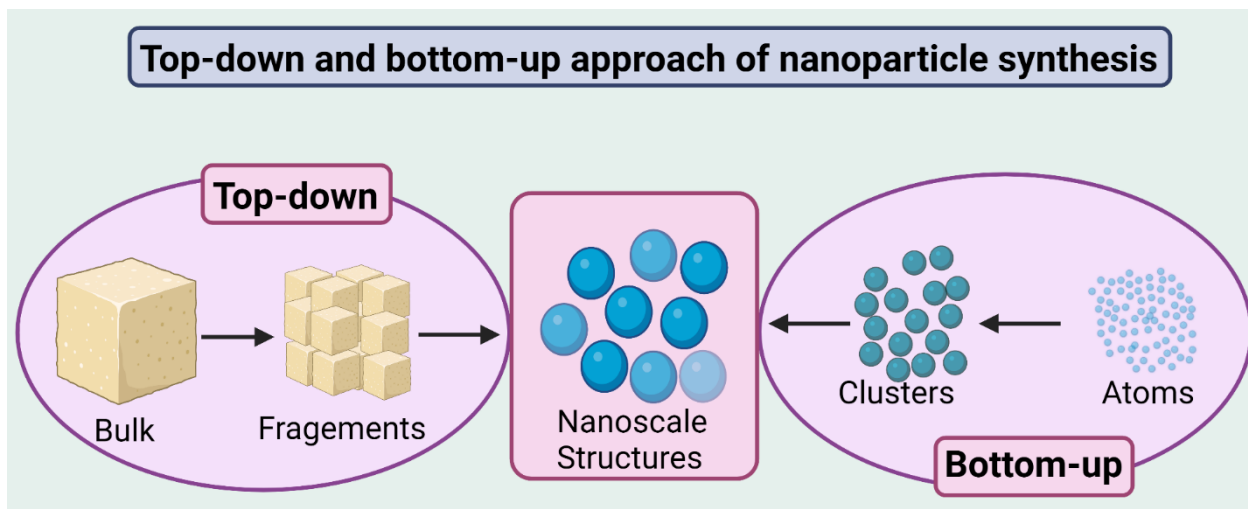 Top-down and bottom-up approach of nanoparticle synthesis
Top-down
Bulk
Fragements
Nanoscale
Structures
Clusters
Atoms
Bottom-up